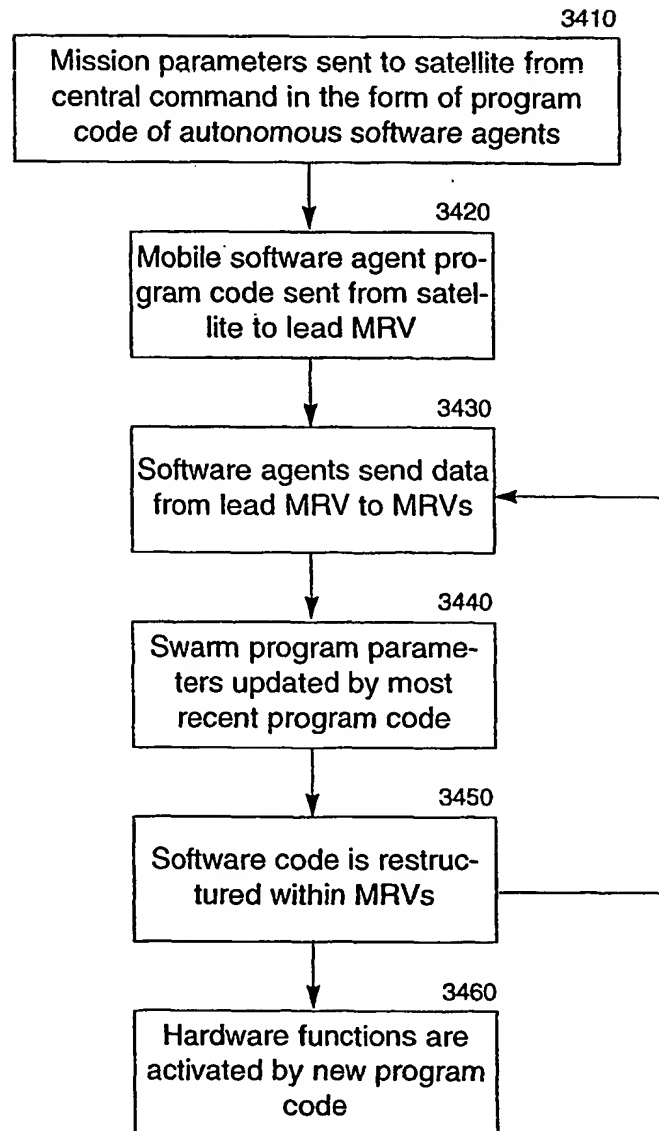 3410
Mission parameters sent to satellite from
central command in the form of program
code of autonomous software agents
3420
Mobile software agent pro-
gram code sent from satel-
lite to lead MRV
3430
Software agents send data
from lead MRV to MRVs
3440
Swarm program parame-
ters updated by most
recent program code
3450
Software code is restruc-
tured within MRVs
3460
Hardware functions are
activated by new program
code